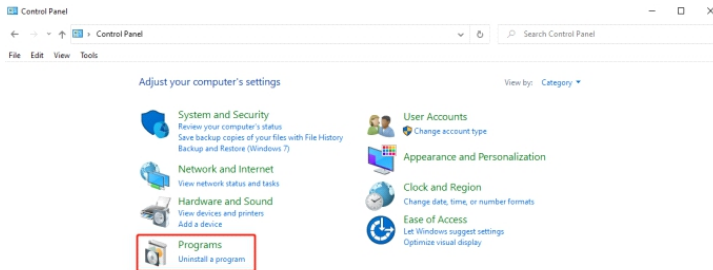 Control Panel
Control Panel
Search Control Panel
File Edit View Tools
Adjust your computer's settings
View by: Category
System and Security
Review your computer's status
Save backup copies of your files with File History
Backup and Restore (Windows 7)
Network and Internet
View network status and tasks
Hardware and Sound
View devices and printers
Add a device
Programs
Uninstall a program
User Accounts
Change account type
Appearance and Personalization
Clock and Region
Change date, time, or number formats
Ease of Access
Let Windows suggest settings
Optimize visual display